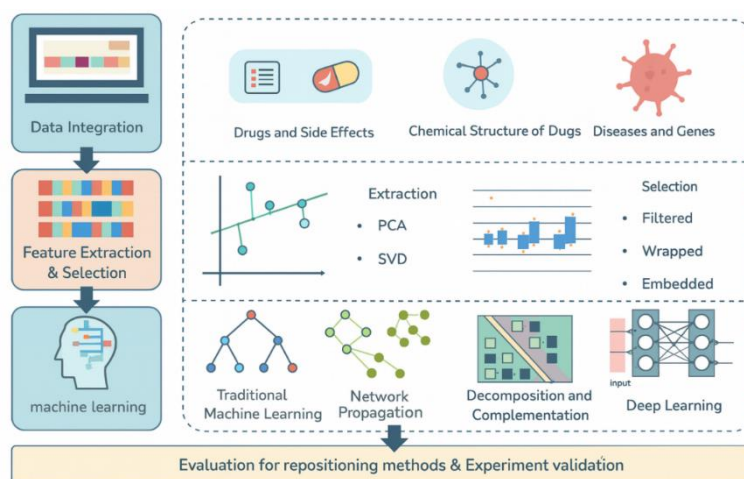 Data Integration
Drugs and Side Effects
Chemical Structure of Dugs
Diseases and Genes
Feature Extraction
& Selection
Extraction
• PCA
• SVD
Selection
• Filtered
• Wrapped
• Embedded
machine learning
Traditional
Machine Learning
Network
Propagation
Decomposition and
Complementation
input
Deep Learning
Evaluation for repositioning methods & Experiment validation